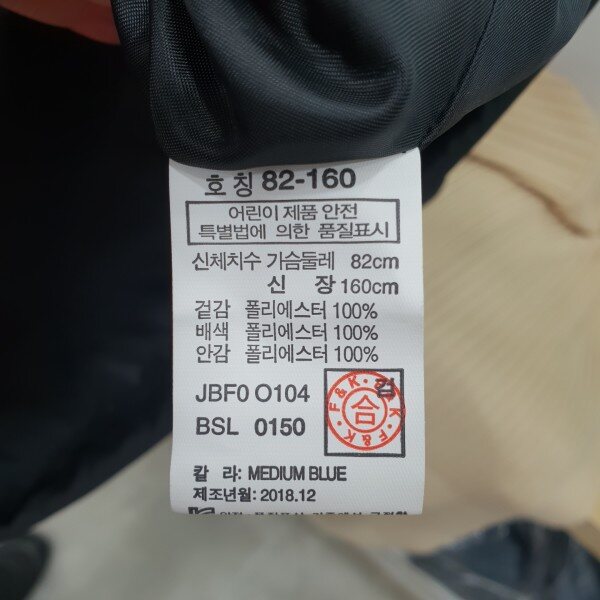 호칭 82-160
어린이 제품 안전
특별법에 의한 품질표시
신체치수 가슴둘레 82cm
신 장 160cm
겉감 폴리에스터 100%
배색 폴리에스터 100%
안감 폴리에스터 100%
JBF0 O104
BSL 0150
F&K F&K
合
검
칼 라: MEDIUM BLUE
제조년월: 2018.12